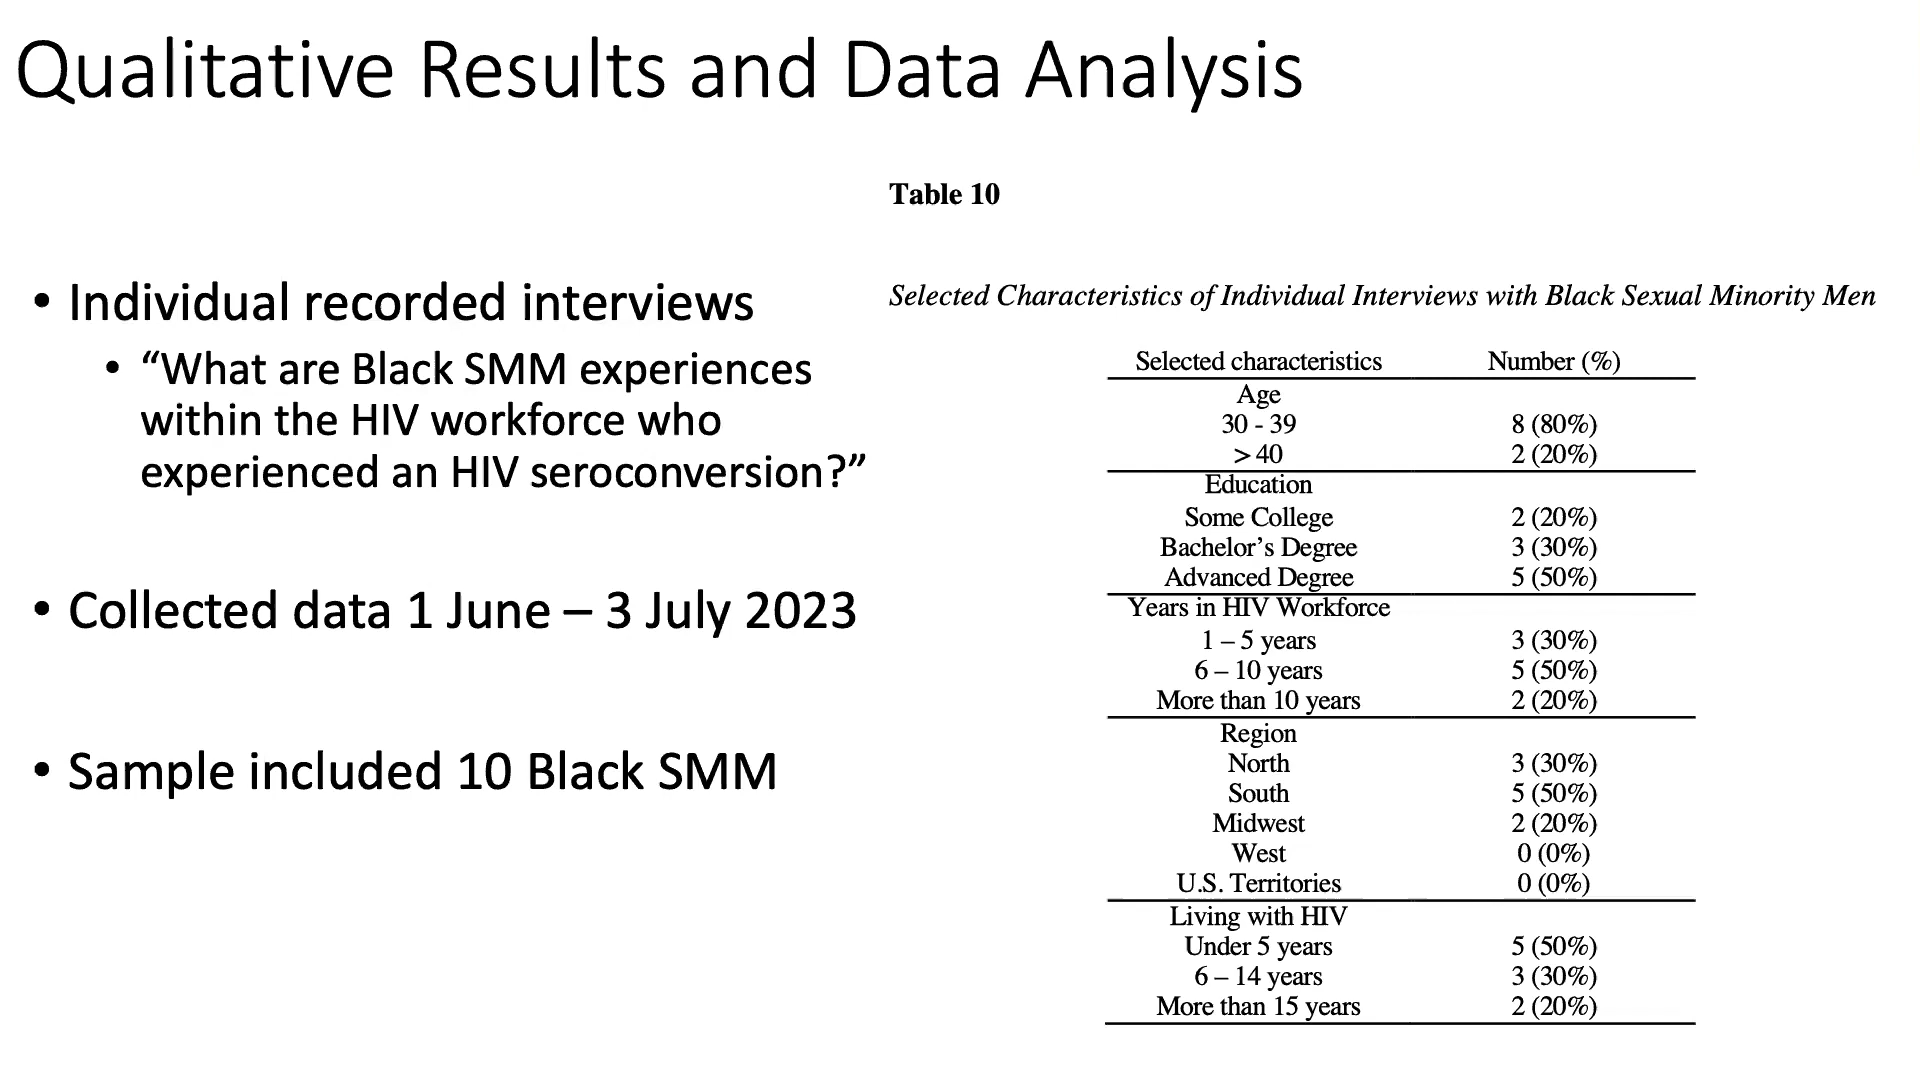 Qualitative Results and Data Analysis
• Individual recorded interviews
• “What are Black SMM experiences
within the HIV workforce who
experienced an HIV seroconversion?”
• Collected data 1 June – 3 July 2023
• Sample included 10 Black SMM
Table 10
Selected Characteristics of Individual Interviews with Black Sexual Minority Men
Selected characteristics Number (%)
Age
30 - 39 8 (80%)
> 40 2 (20%)
Education
Some College 2 (20%)
Bachelor’s Degree 3 (30%)
Advanced Degree 5 (50%)
Years in HIV Workforce
1 – 5 years 3 (30%)
6 – 10 years 5 (50%)
More than 10 years 2 (20%)
Region
North 3 (30%)
South 5 (50%)
Midwest 2 (20%)
West 0 (0%)
U.S. Territories 0 (0%)
Living with HIV
Under 5 years 5 (50%)
6 – 14 years 3 (30%)
More than 15 years 2 (20%)